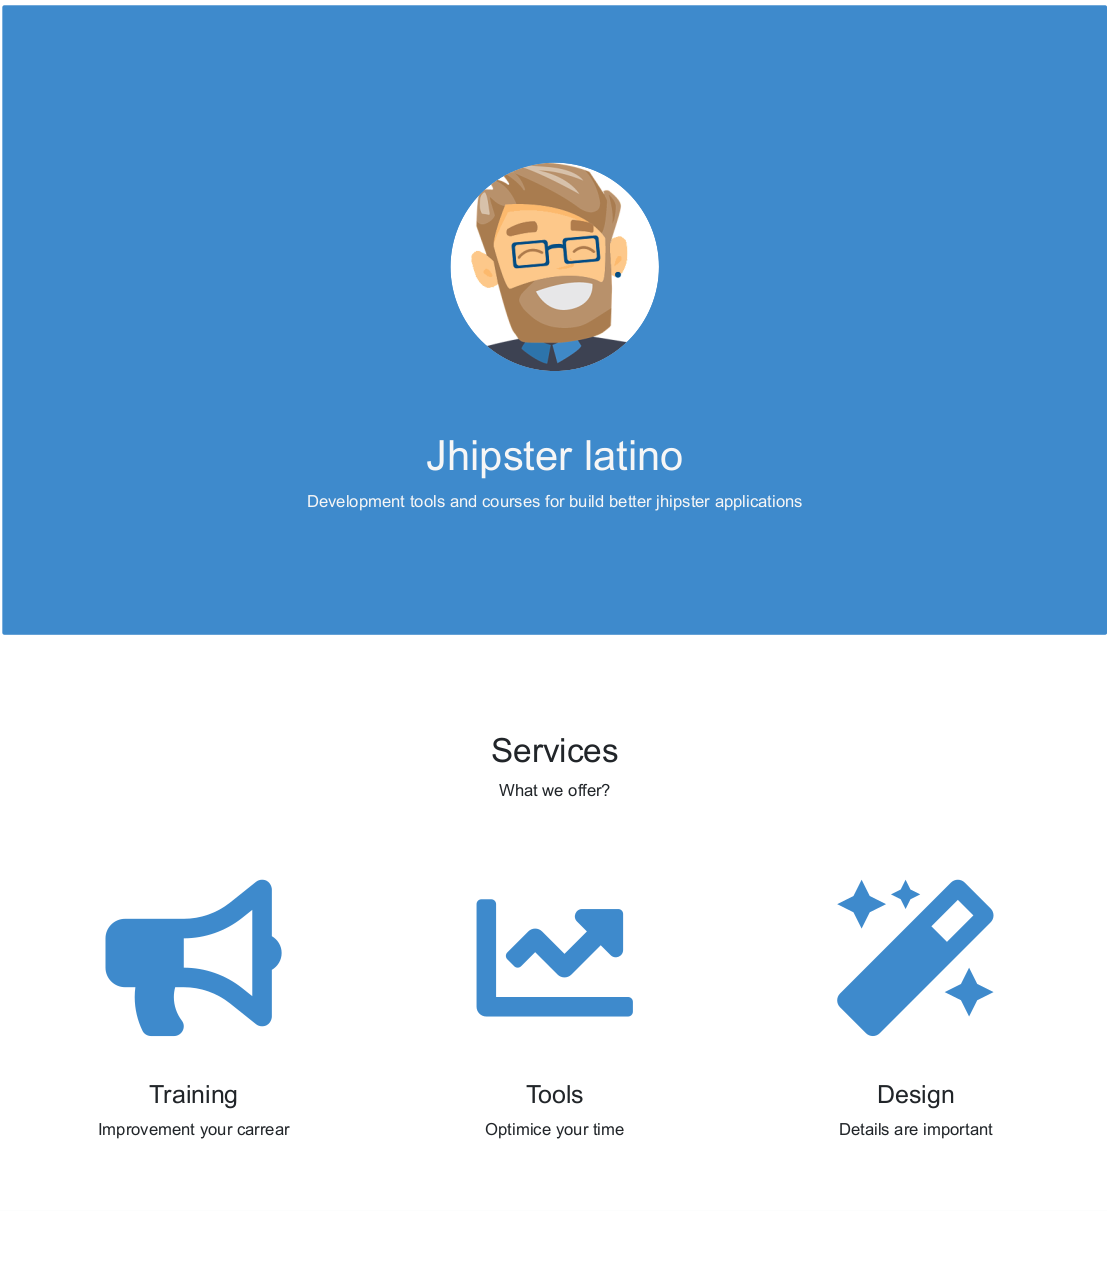 Jhipster latino
Development tools and courses for build better jhipster applications
Services
What we offer?
Training
Improvement your carrear
Tools
Optimice your time
Design
Details are important